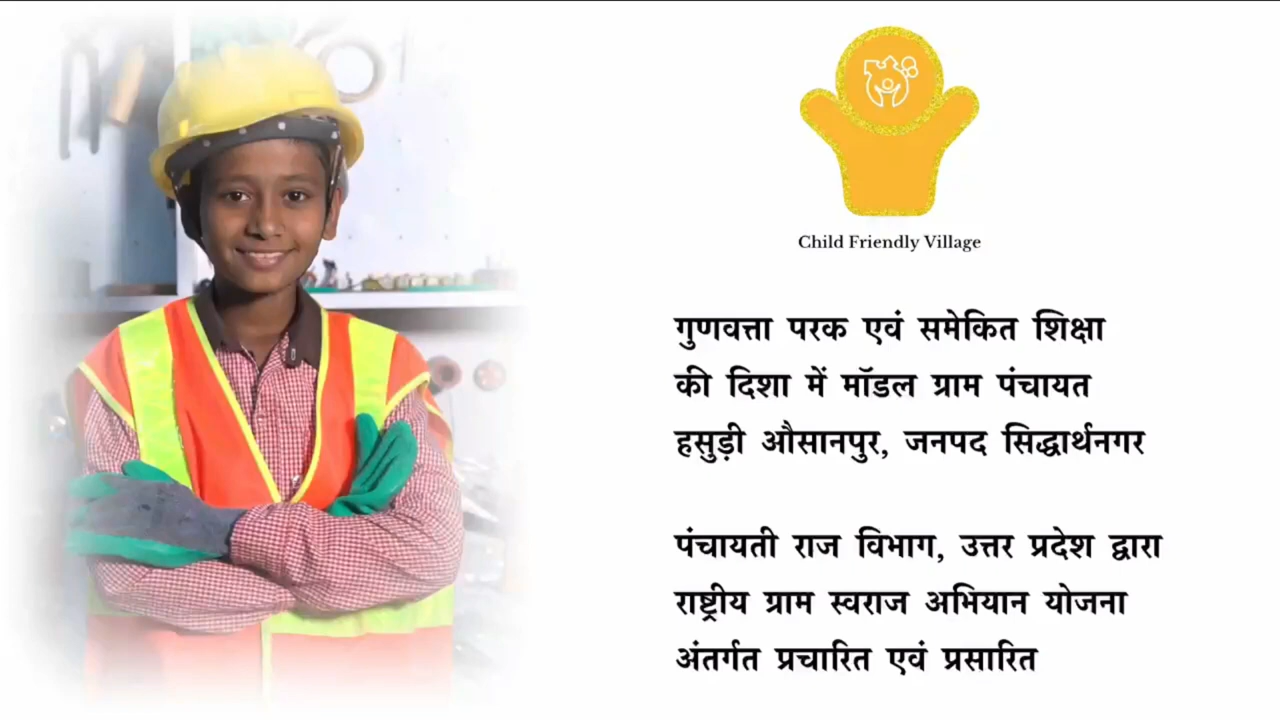 Child Friendly Village
गुणवत्ता परक एवं समेकित शिक्षा
की दिशा में मॉडल ग्राम पंचायत
हसुड़ी औसानपुर, जनपद सिद्धार्थनगर
पंचायती राज विभाग, उत्तर प्रदेश द्वारा
राष्ट्रीय ग्राम स्वराज अभियान योजना
अंतर्गत प्रचारित एवं प्रसारित